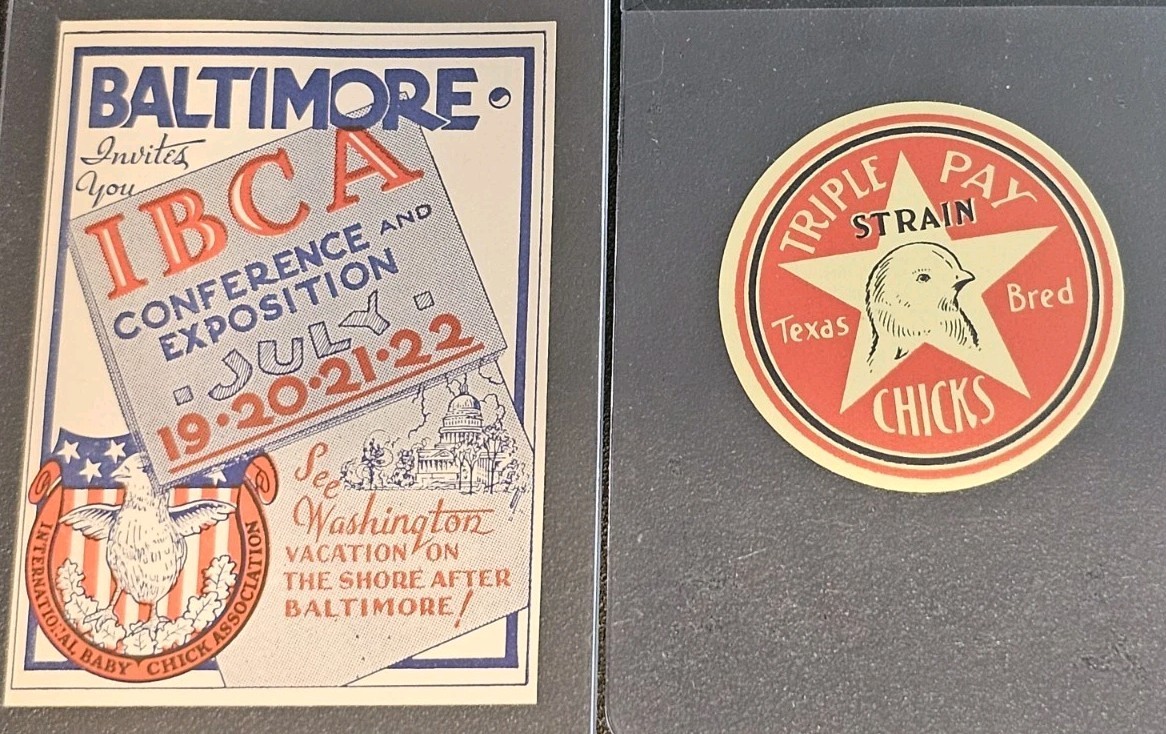 BALTIMORE
Invites
You
IBCA
CONFERENCE AND
EXPOSITION
JULY
19·20·21·22
See
Washington
VACATION ON
THE SHORE AFTER
BALTIMORE!
INTERNATIONAL BABY CHICK ASSOCIATION
TRIPLE PAY
STRAIN
Texas Bred
CHICKS